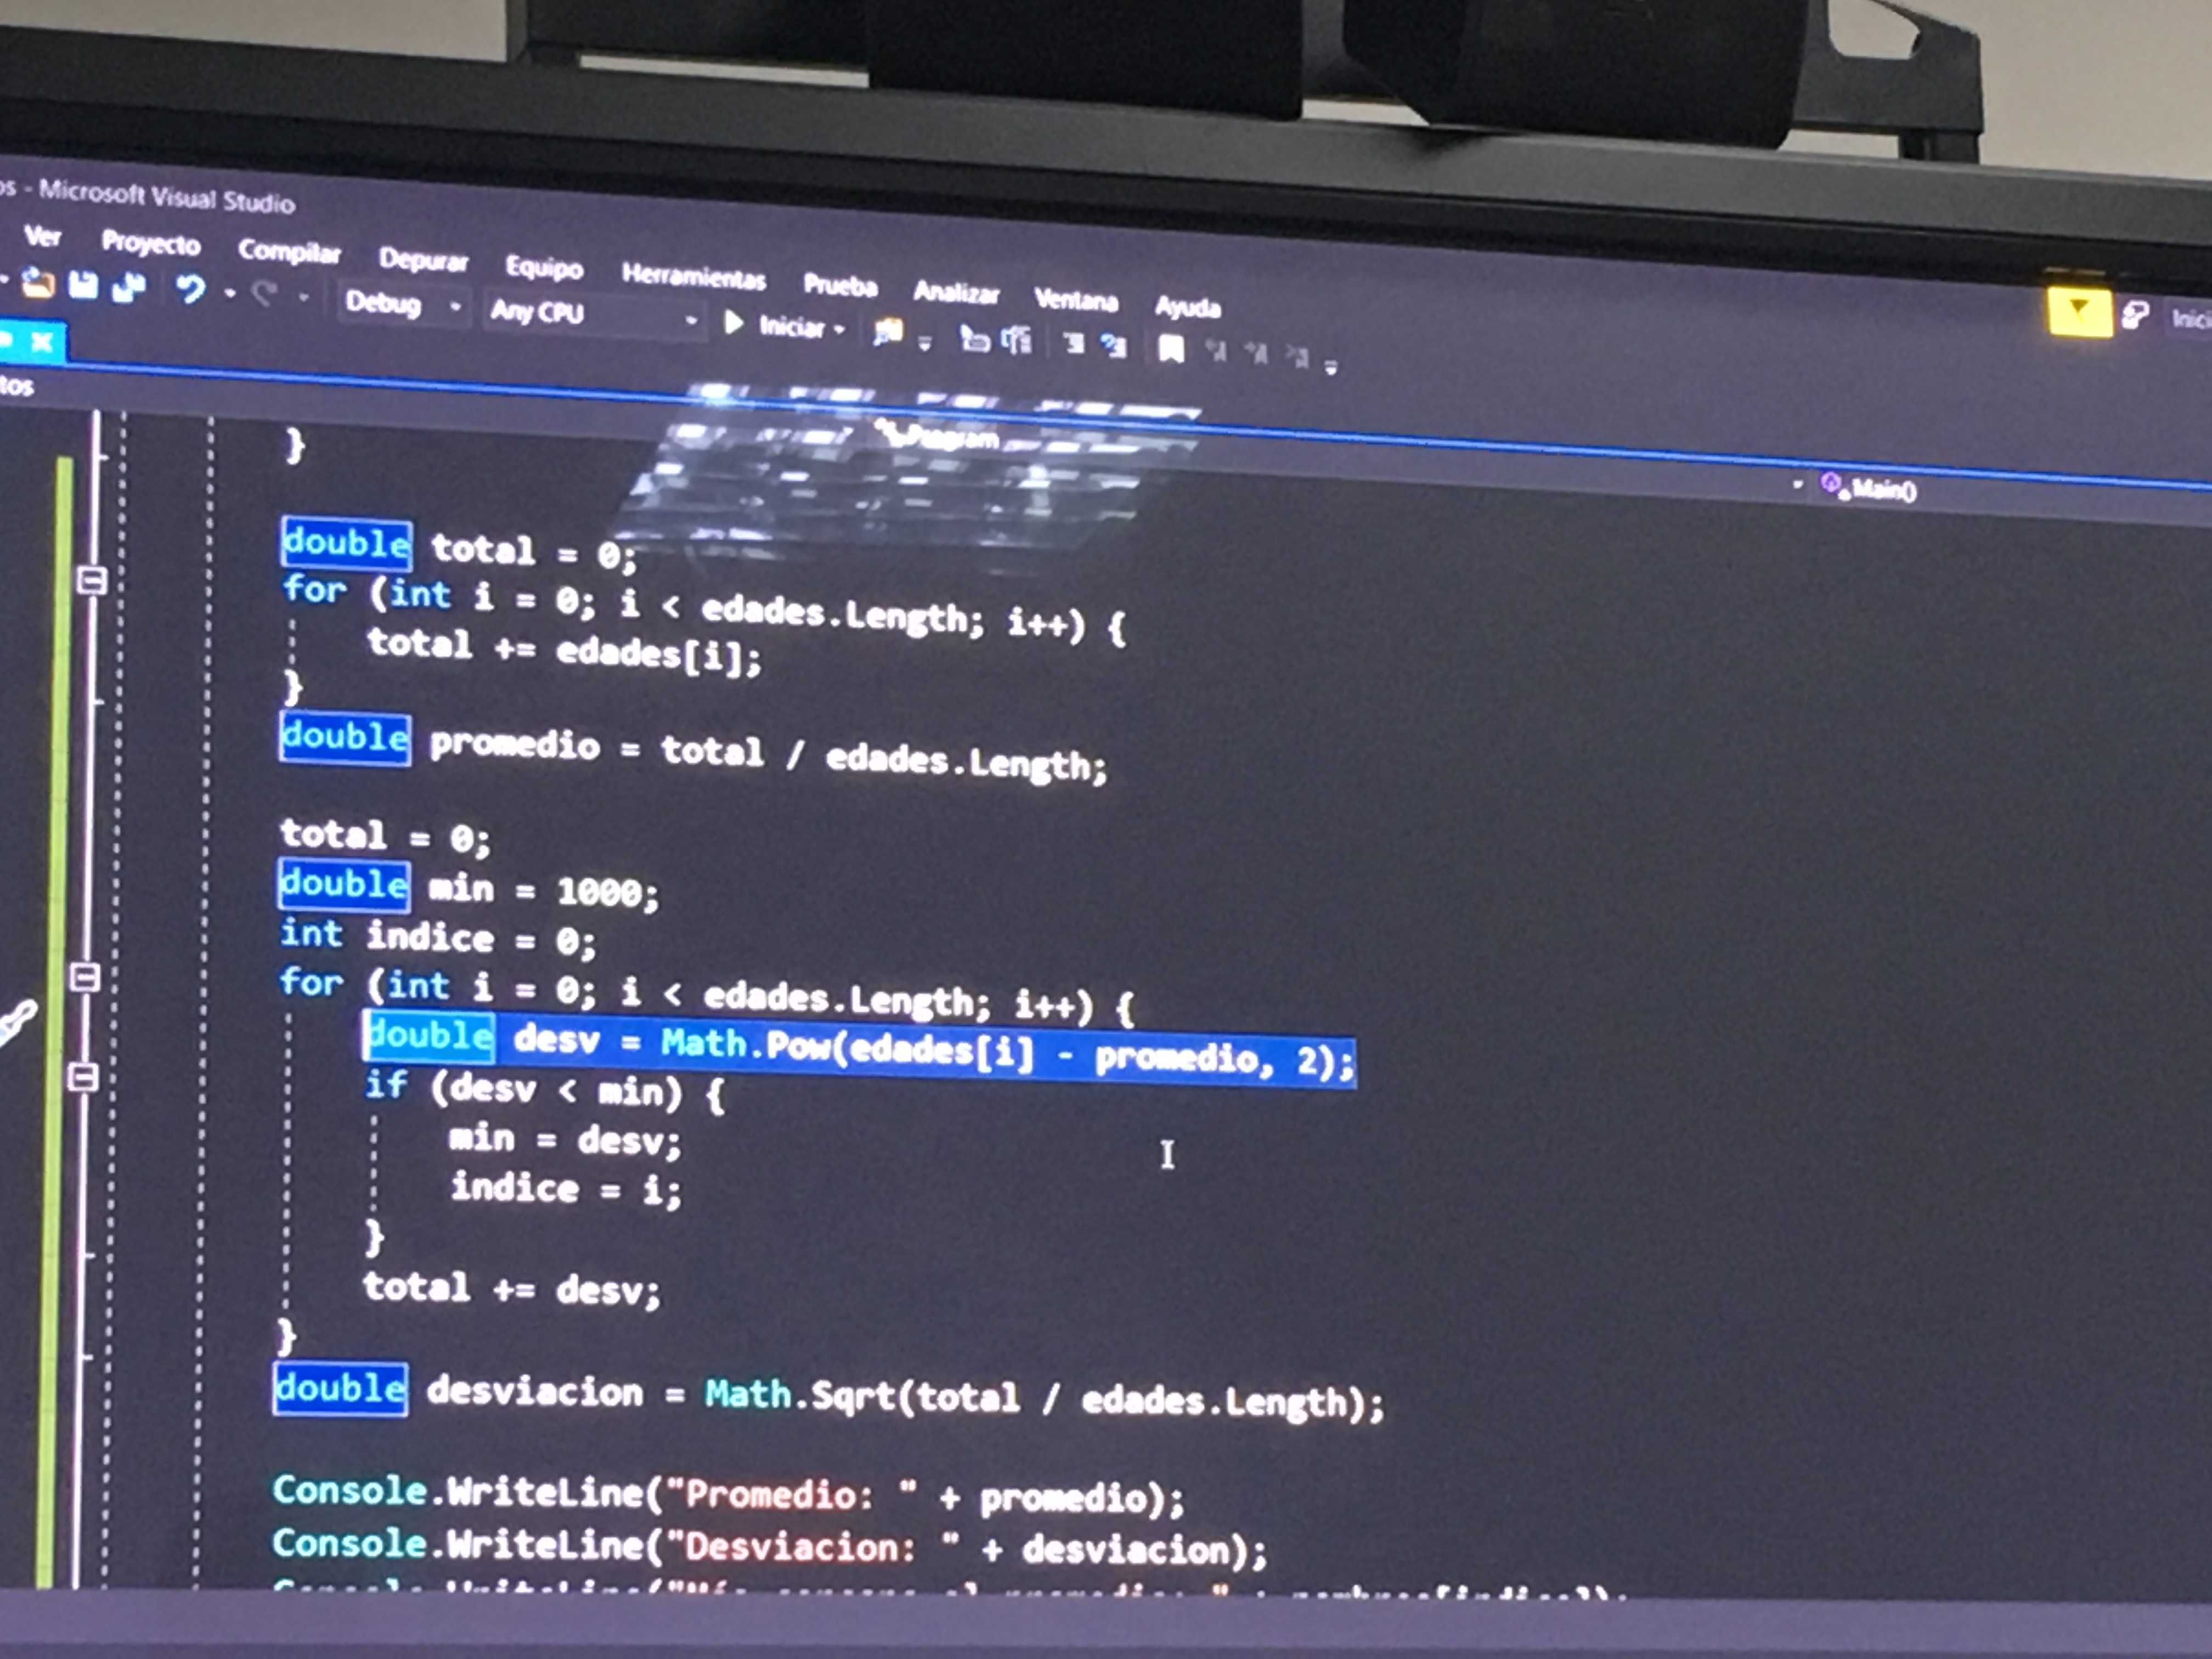 os - Microsoft Visual Studio
Ver Proyecto Compilar Depurar Equipo Herramientas Prueba Analizar Ventana Ayuda
Debug Any CPU Iniciar Inici
tos Program Main()
}
double total = 0;
for (int i = 0; i < edades.Length; i++) {
total += edades[i];
}
double promedio = total / edades.Length;
total = 0;
double min = 1000;
int indice = 0;
for (int i = 0; i < edades.Length; i++) {
double desv = Math.Pow(edades[i] - promedio, 2);
if (desv < min) {
min = desv;
indice = i;
}
total += desv;
}
double desviacion = Math.Sqrt(total / edades.Length);
Console.WriteLine("Promedio: " + promedio);
Console.WriteLine("Desviacion: " + desviacion);